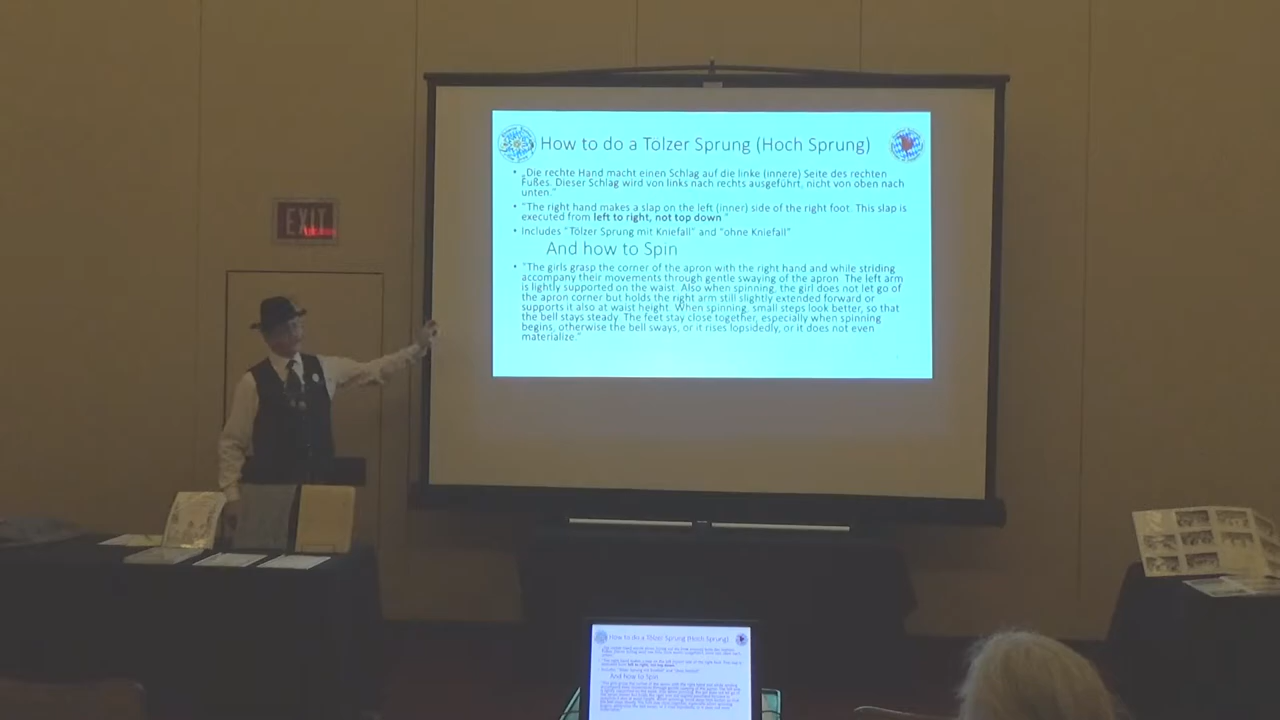 How to do a Tölzer Sprung (Hoch Sprung)
• „Die rechte Hand macht einen Schlag auf die linke (innere) Seite des rechten
Fußes. Dieser Schlag wird von links nach rechts ausgeführt, nicht von oben nach
unten."
• "The right hand makes a slap on the left (inner) side of the right foot. This slap is
executed from left to right, not top down "
• Includes "Tölzer Sprung mit Kniefall" and "ohne Kniefall"
And how to Spin
• "The girls grasp the corner of the apron with the right hand and while striding
accompany their movements through gentle swaying of the apron. The left arm
is lightly supported on the waist. Also when spinning, the girl does not let go of
the apron corner but holds the right arm still slightly extended forward or
supports it also at waist height. When spinning, small steps look better, so that
the bell stays steady. The feet stay close together, especially when spinning
begins, otherwise the bell sways, or it rises lopsidedly, or it does not even
materialize."
EXIT
How to do a Tölzer Sprung (Hoch Sprung)
And how to Spin